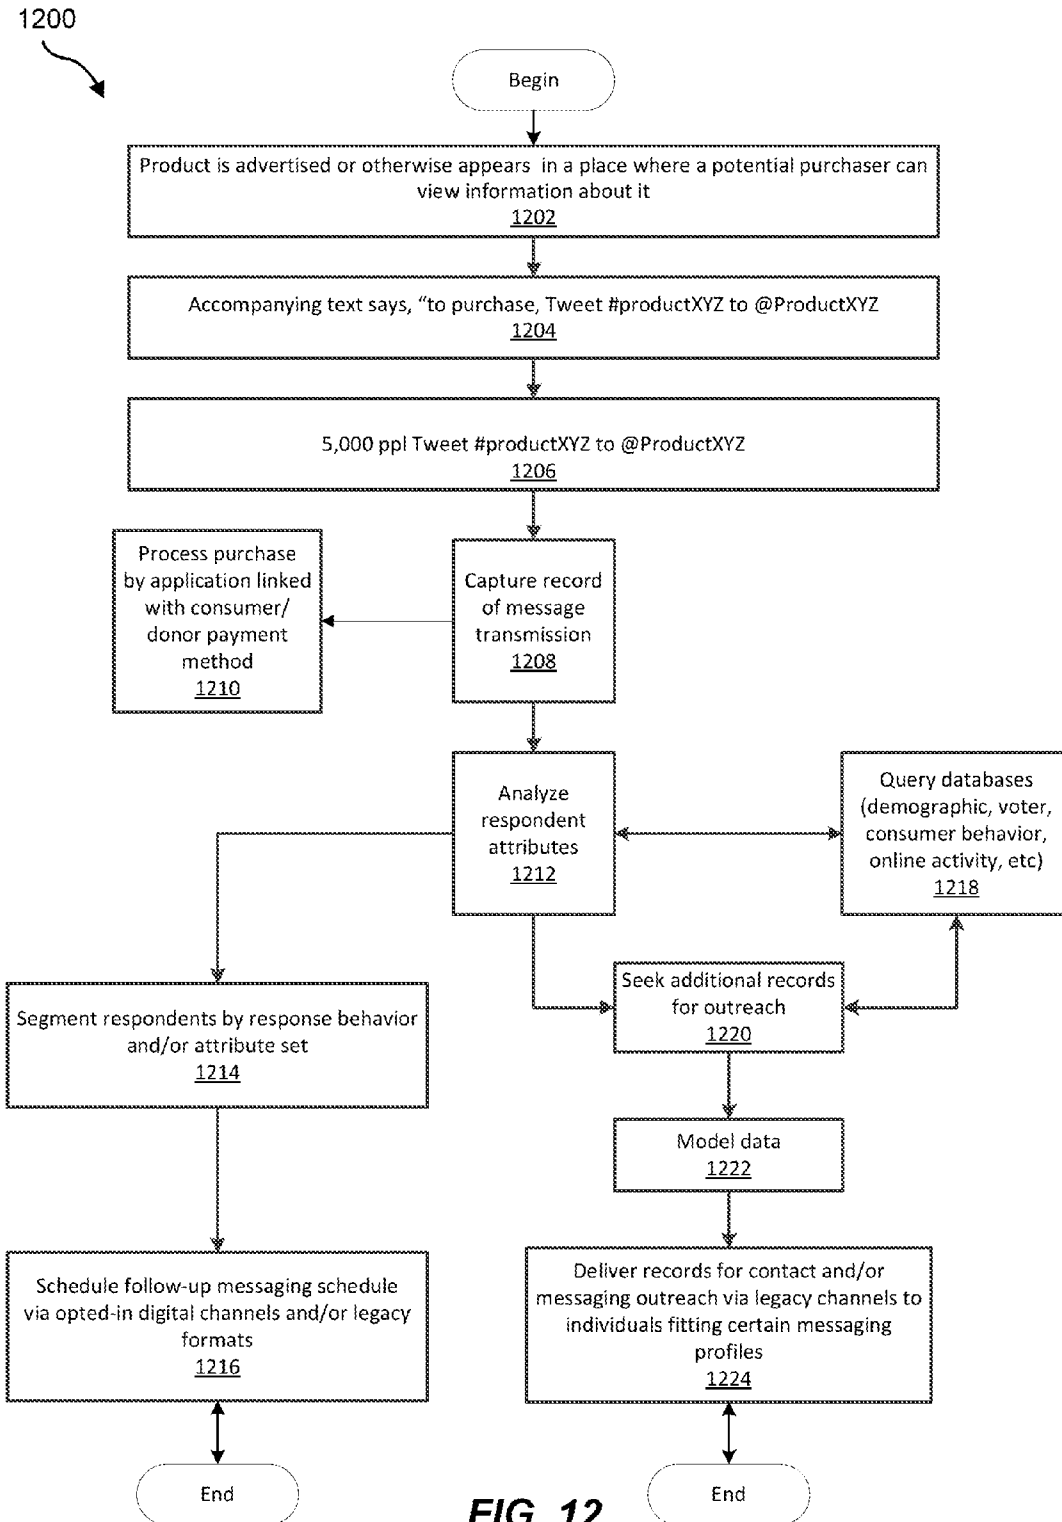 1200
Begin
Product is advertised or otherwise appears in a place where a potential purchaser can
view information about it
1202
Accompanying text says, “to purchase, Tweet #productXYZ to @ProductXYZ
1204
5,000 ppl Tweet #productXYZ to @ProductXYZ
1206
Process purchase
by application linked
with consumer/
donor payment
method
1210
Capture record
of message
transmission
1208
Analyze
respondent
attributes
1212
Query databases
(demographic, voter,
consumer behavior,
online activity, etc)
1218
Seek additional records
for outreach
1220
Segment respondents by response behavior
and/or attribute set
1214
Model data
1222
Schedule follow-up messaging schedule
via opted-in digital channels and/or legacy
formats
1216
Deliver records for contact and/or
messaging outreach via legacy channels to
individuals fitting certain messaging
profiles
1224
End
End
FIG. 12